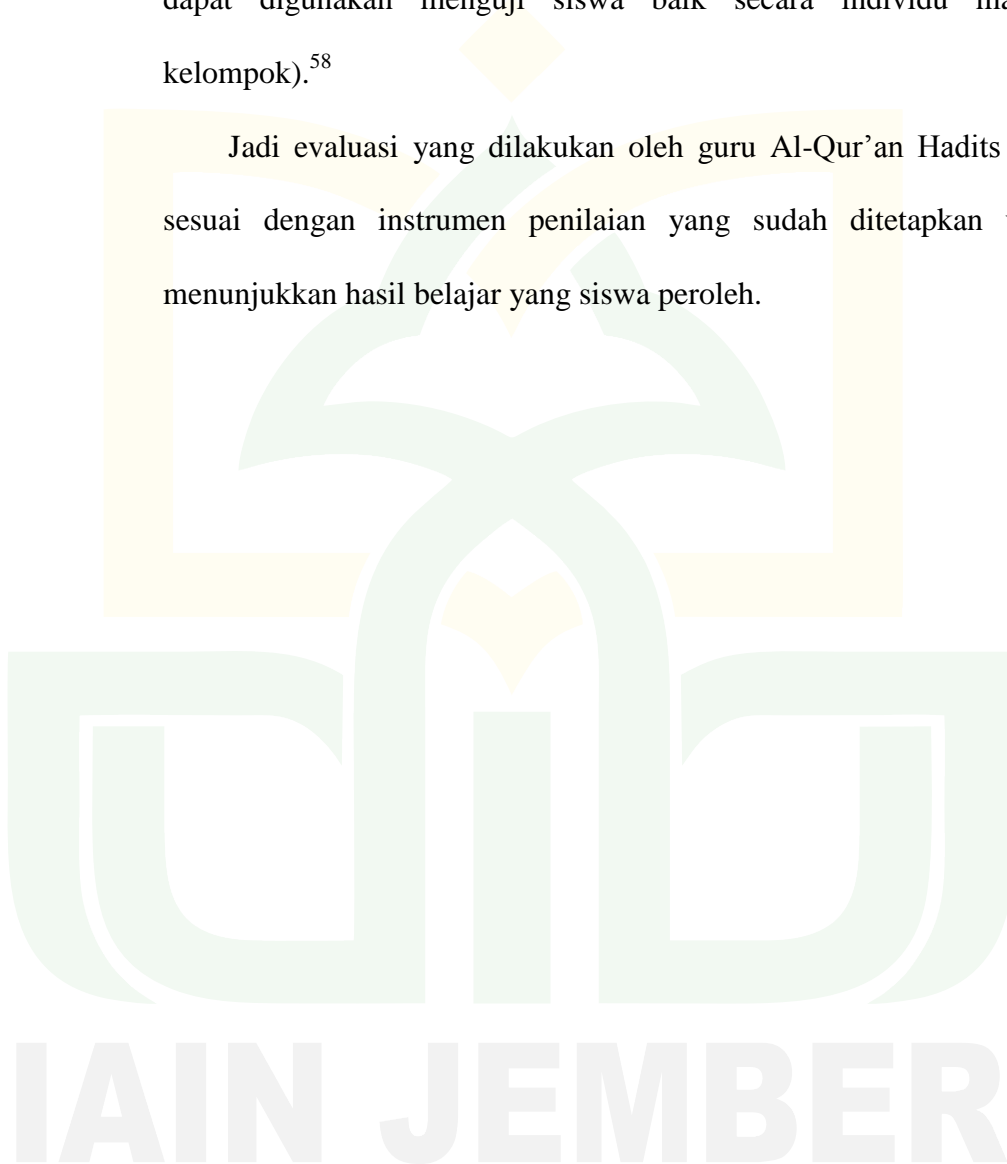 dapat digunakan menguji siswa baik secara individu
kelompok).58
Jadi evaluasi yang dilakukan oleh guru Al-Qur’an Hadits
sesuai dengan instrumen penilaian yang sudah ditetapkan
menunjukkan hasil belajar yang siswa peroleh.
IAIN JEMBER